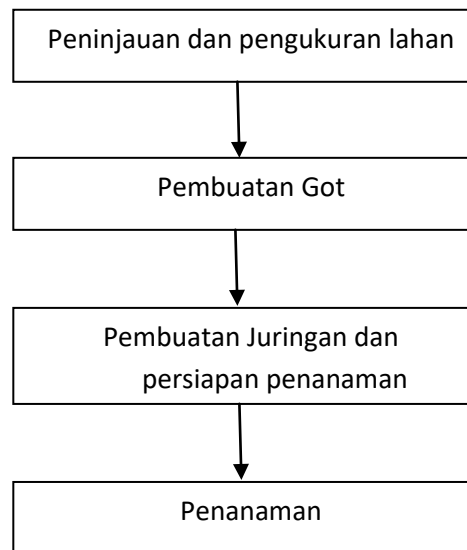 Peninjauan dan pengukuran lahan
Pembuatan Got
Pembuatan Juringan dan
persiapan penanaman
Penanaman